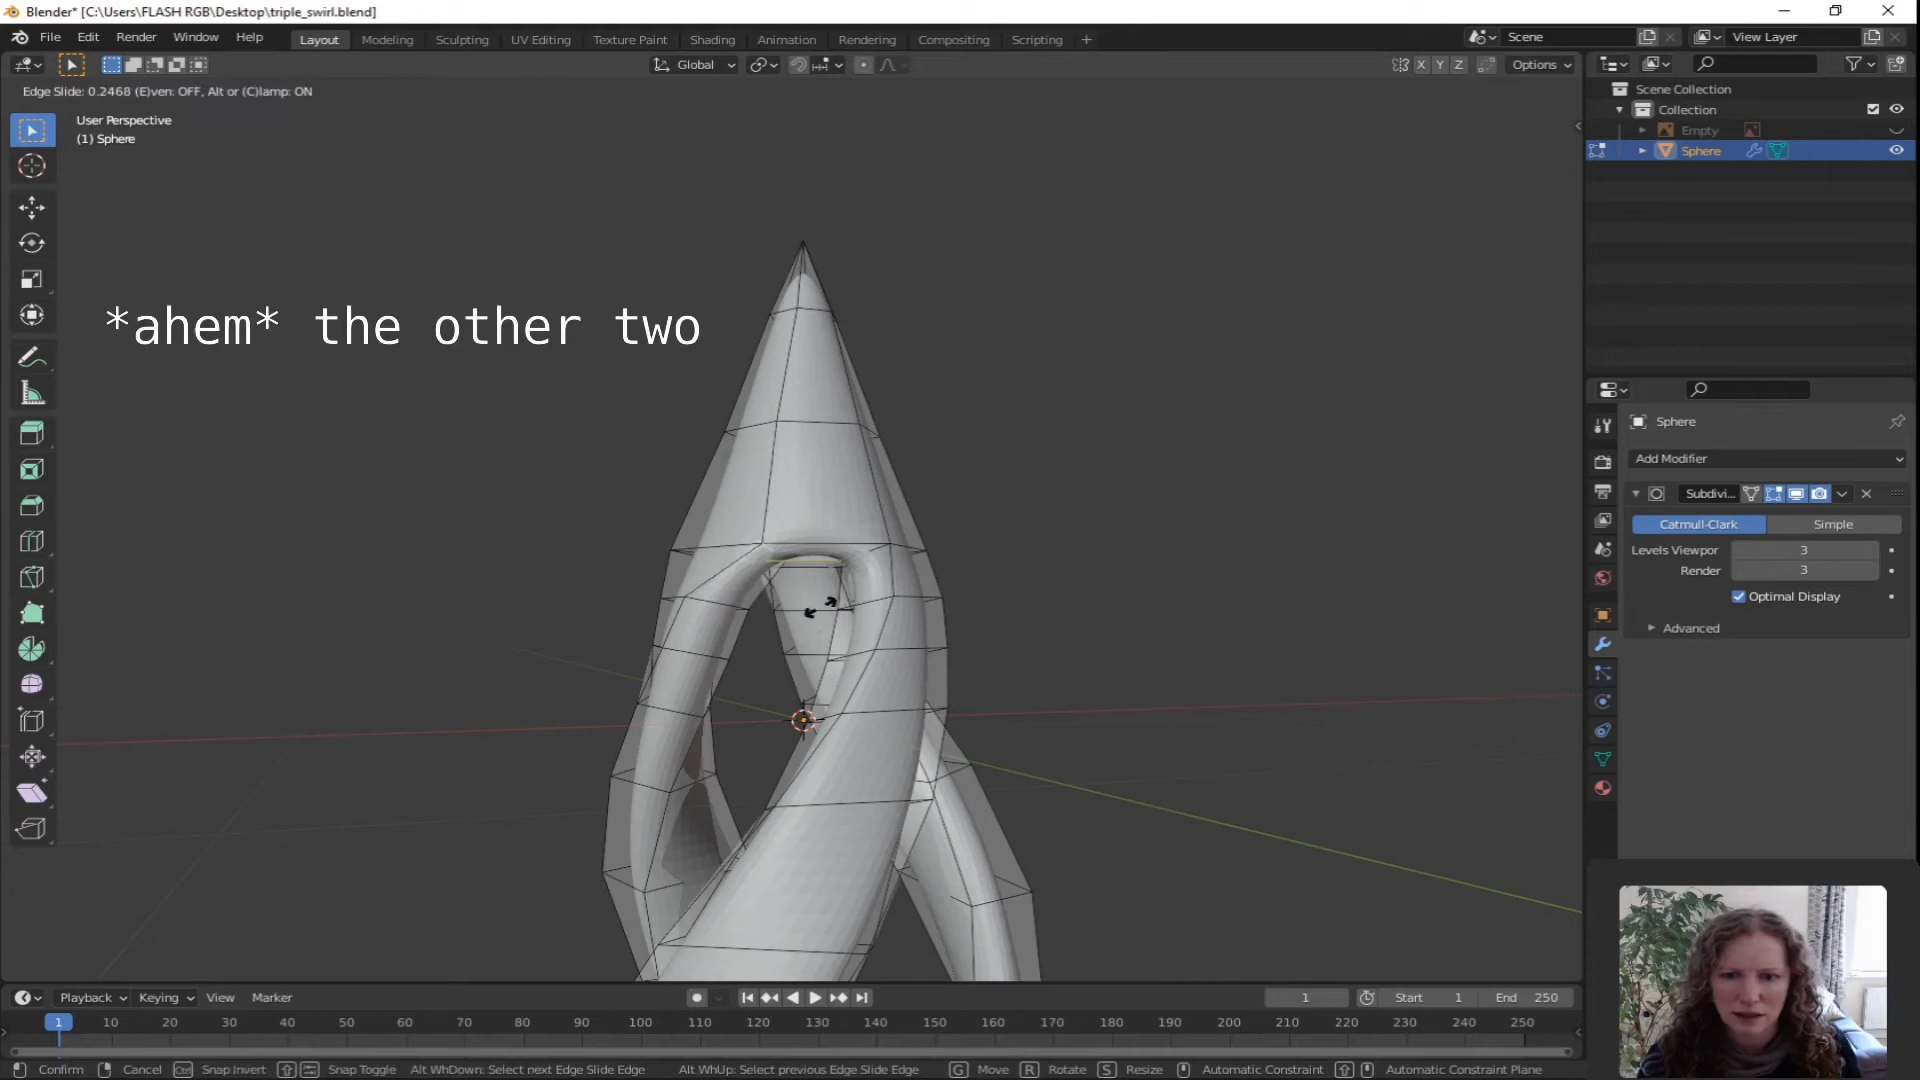 Blender* [C:\Users\FLASH RGB\Desktop\triple_swirl.blend]
File Edit Render Window Help
Layout Modeling Sculpting UV Editing Texture Paint Shading Animation Rendering Compositing Scripting +
Scene
View Layer
Global
X Y Z
Options
Edge Slide: 0.2468 (E)ven: OFF, Alt or (C)lamp: ON
User Perspective
(1) Sphere
*ahem* the other two
Scene Collection
Collection
Empty
Sphere
Sphere
Add Modifier
Subdivi...
Catmull-Clark Simple
Levels Viewpor 3
Render 3
Optimal Display
Advanced
Playback Keying View Marker
1
Start 1
End 250
1 10 20 30 40 50 60 70 80 90 100 110 120 130 140 150 160 170 180 190 200 210 220 230 240 250
Confirm Cancel Ctrl Snap Invert Snap Toggle Alt WhDown: Select next Edge Slide Edge Alt WhUp: Select previous Edge Slide Edge G Move R Rotate S Resize Automatic Constraint Automatic Constraint Plane